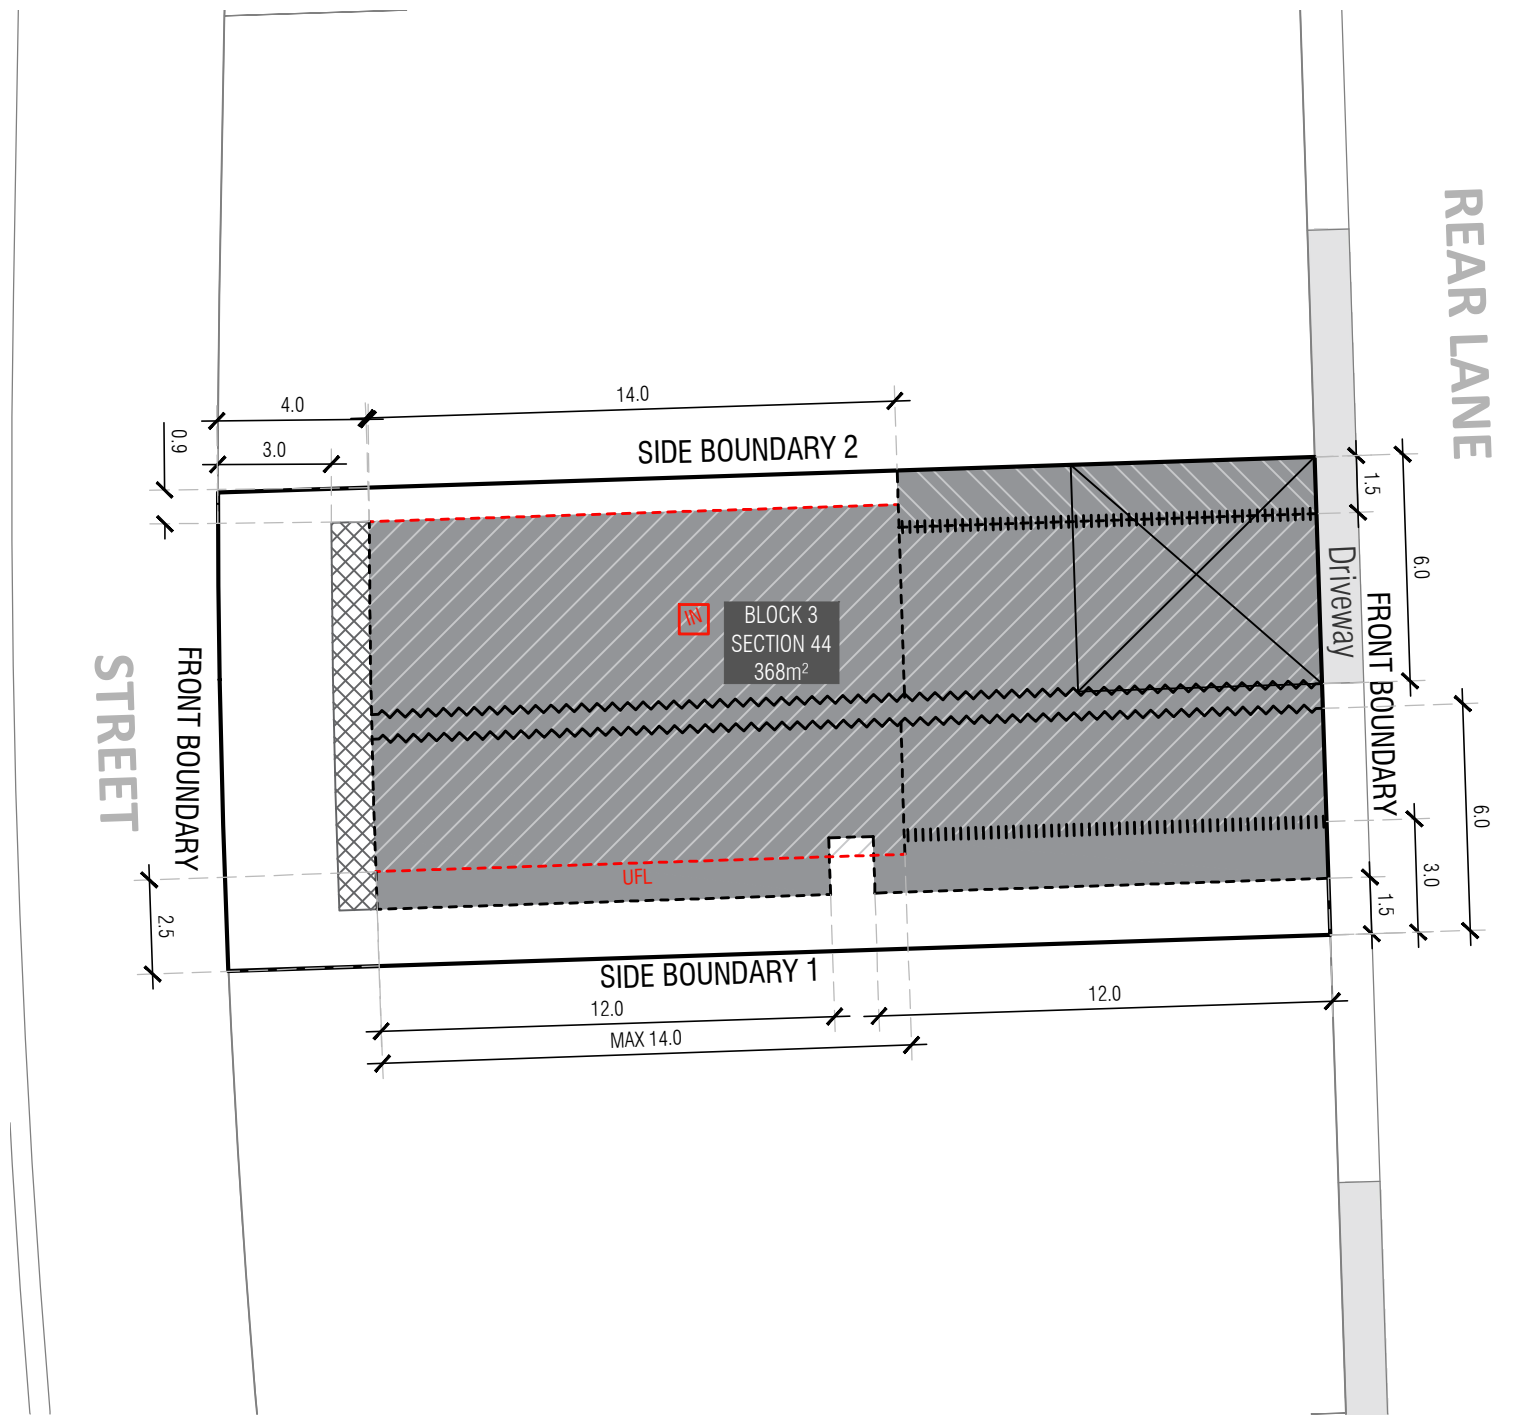 REAR LANE
4.0
14.0
0.9
3.0
SIDE BOUNDARY 2
1.5
6.0
Driveway
FRONT BOUNDARY
IN
BLOCK 3
SECTION 44
368m²
STREET
FRONT BOUNDARY
6.0
3.0
1.5
UFL
2.5
SIDE BOUNDARY 1
12.0
12.0
MAX 14.0